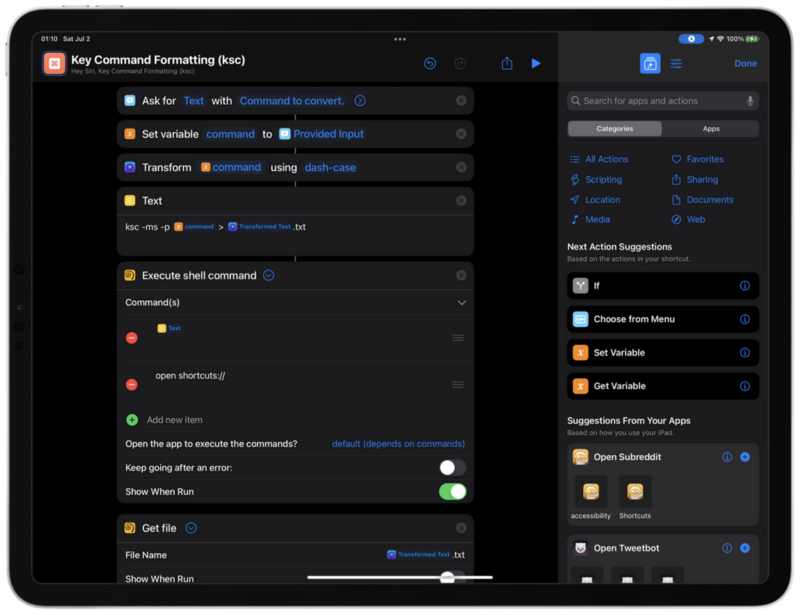 01:10 Sat Jul 2
100%
Key Command Formatting (ksc)
Hey Siri, Key Command Formatting (ksc)
Done
Ask for Text with Command to convert.
Set variable command to Provided Input
Transform command using dash-case
Text
ksc -ms -p command > Transformed Text .txt
Execute shell command
Command(s)
Text
open shortcuts://
Add new item
Open the app to execute the commands? default (depends on commands)
Keep going after an error:
Show When Run
Get file
File Name Transformed Text .txt
Show When Run
Search for apps and actions
Categories Apps
All Actions Favorites
Scripting Sharing
Location Documents
Media Web
Next Action Suggestions
Based on the actions in your shortcut.
If
Choose from Menu
Set Variable
Get Variable
Suggestions From Your Apps
Based on how you use your iPad.
Open Subreddit
accessibility Shortcuts
Open Tweetbot